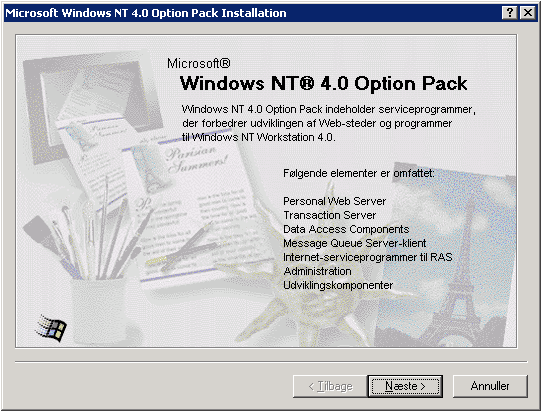 Microsoft Windows NT 4.0 Option Pack Installation
Microsoft®
Windows NT® 4.0 Option Pack
Windows NT 4.0 Option Pack indeholder serviceprogrammer,
der forbedrer udviklingen af Web-steder og programmer
til Windows NT Workstation 4.0.
Parisian
Summers!
Følgende elementer er omfattet:
Personal Web Server
Transaction Server
Data Access Components
Message Queue Server-klient
Internet-serviceprogrammer til RAS
Administration
Udviklingskomponenter
< Tilbage
Næste >
Annuller